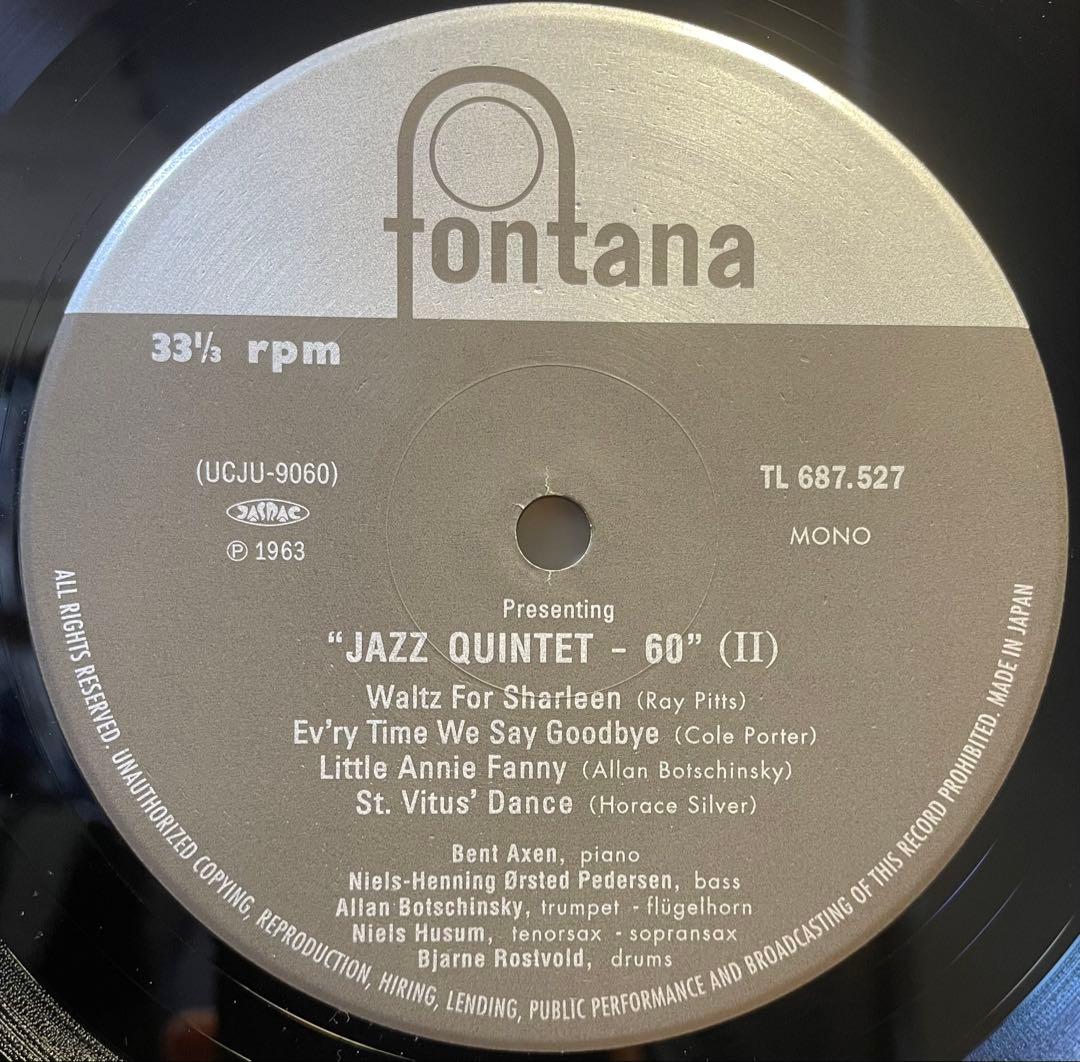 fontana
33⅓ rpm
(UCJU-9060)
JASRAC
℗ 1963
TL 687.527
MONO
Presenting
“JAZZ QUINTET - 60” (II)
Waltz For Sharleen (Ray Pitts)
Ev’ry Time We Say Goodbye (Cole Porter)
Little Annie Fanny (Allan Botschinsky)
St. Vitus’ Dance (Horace Silver)
Bent Axen, piano
Niels-Henning Ørsted Pedersen, bass
Allan Botschinsky, trumpet - flügelhorn
Niels Husum, tenorsax - sopransax
Bjarne Rostvold, drums
ALL RIGHTS RESERVED. UNAUTHORIZED COPYING, REPRODUCTION, HIRING, LENDING, PUBLIC PERFORMANCE AND BROADCASTING OF THIS RECORD PROHIBITED. MADE IN JAPAN